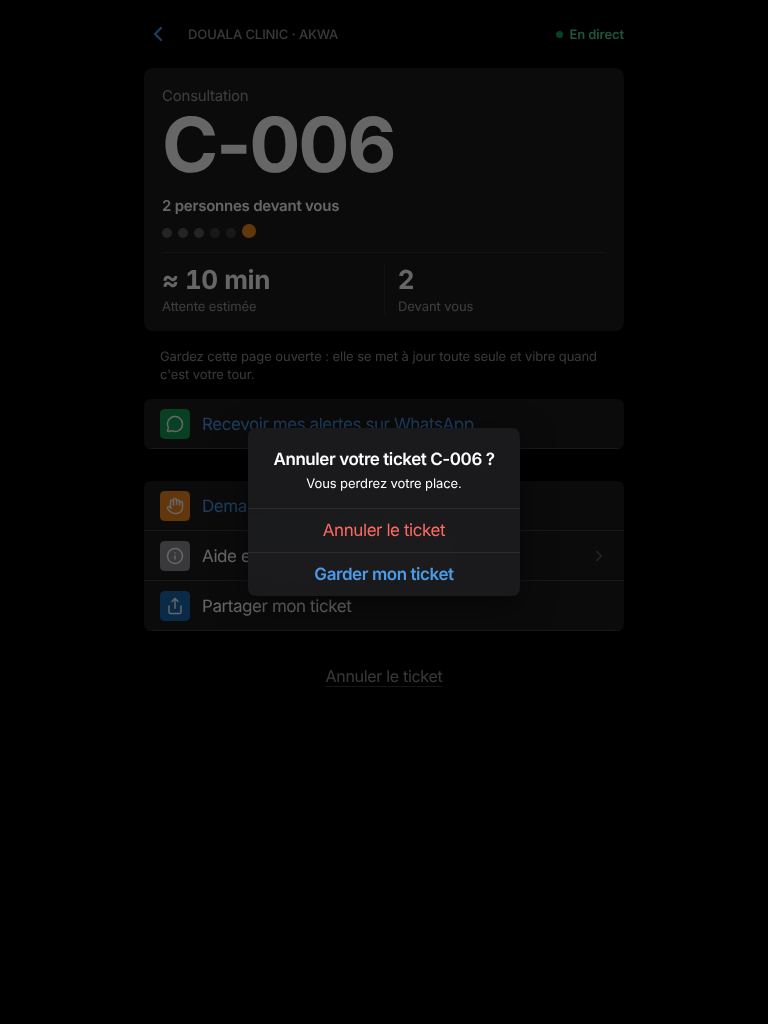 DOUALA CLINIC · AKWA
En direct
Consultation
C-006
2 personnes devant vous
≈ 10 min
Attente estimée
2
Devant vous
Gardez cette page ouverte : elle se met à jour toute seule et vibre quand
c'est votre tour.
Recevoir mes alertes sur WhatsApp
Annuler votre ticket C-006 ?
Vous perdrez votre place.
Annuler le ticket
Garder mon ticket
Aide
Partager mon ticket
Annuler le ticket